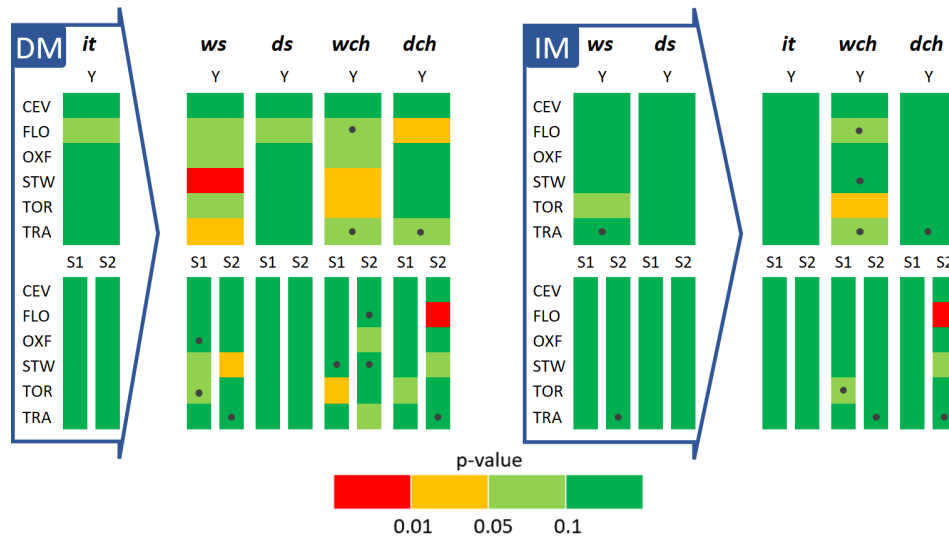 DM it ws ds wch dch IM ws ds it wch dch
Y Y Y Y Y Y Y Y Y Y
CEV
FLO
OXF
STW
TOR
TRA
S1 S2 S1 S2 S1 S2 S1 S2 S1 S2 S1 S2 S1 S2 S1 S2 S1 S2 S1 S2
CEV
FLO
OXF
STW
TOR
TRA
CEV
FLO
OXF
STW
TOR
TRA
CEV
FLO
OXF
STW
TOR
TRA
p-value
0.01 0.05 0.1